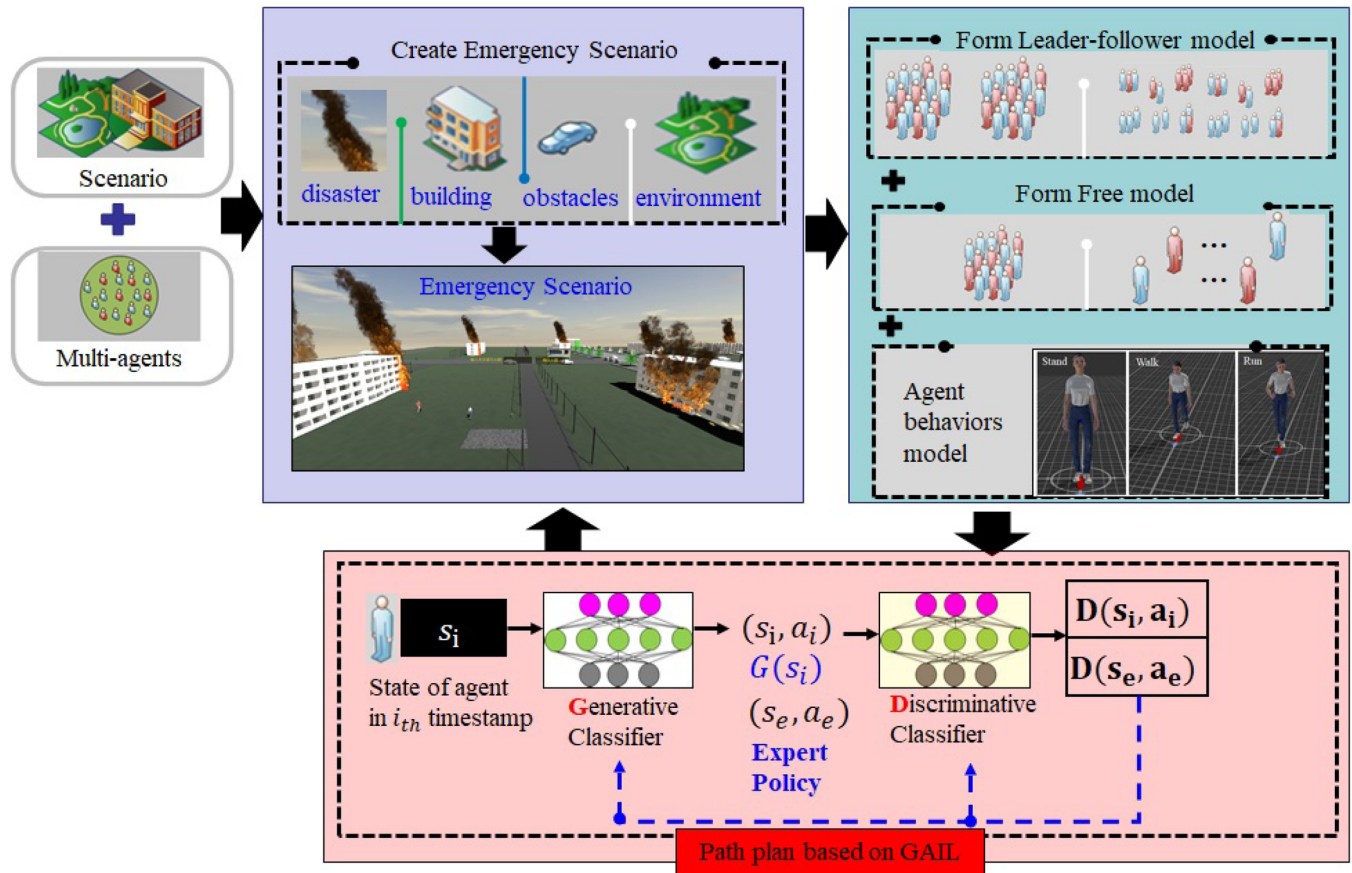 Scenario
Multi-agents
Create Emergency Scenario
disaster
building
obstacles
environment
Emergency Scenario
Form Leader-follower model
Form Free model
... 
...
Agent
behaviors
model
Stand
Walk
Run
s_i
State of agent
in i_{th} timestamp
Generative
Classifier
(s_i, a_i)
G(s_i)
(s_e, a_e)
Expert
Policy
Discriminative
Classifier
D(s_i, a_i)
D(s_e, a_e)
Path plan based on GAIL